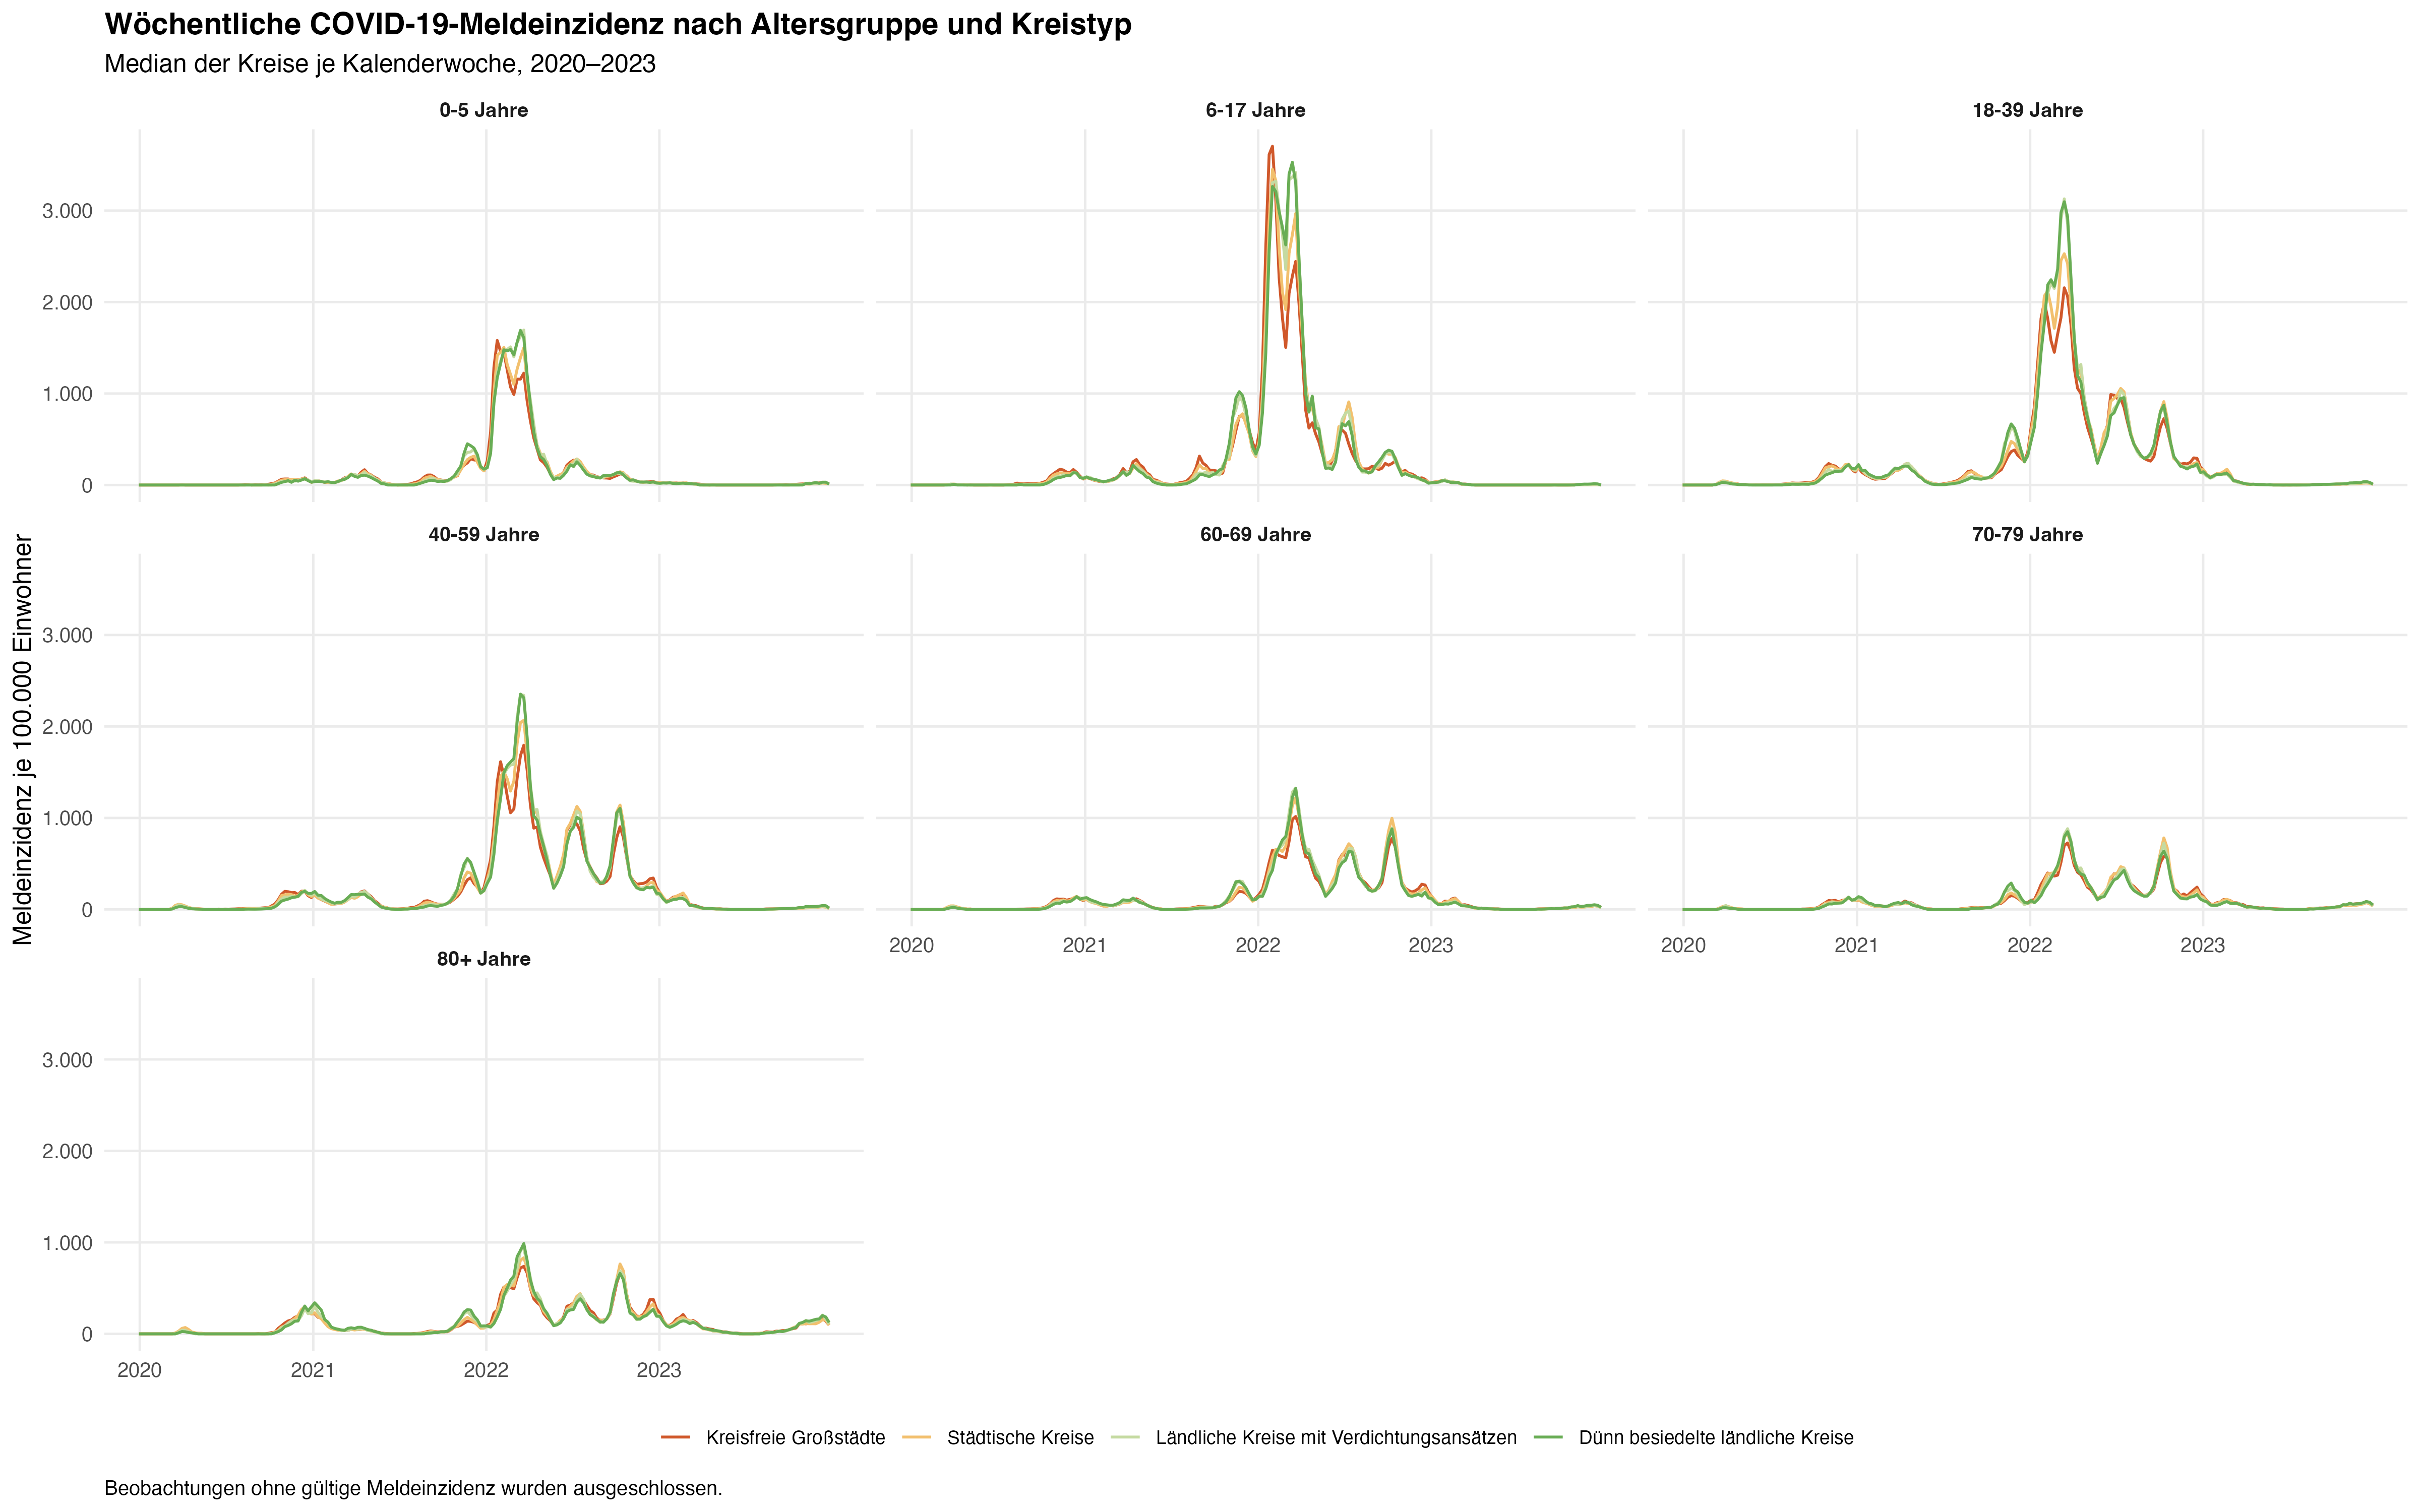 Wöchentliche COVID-19-Meldeinzidenz nach Altersgruppe und Kreistyp
Median der Kreise je Kalenderwoche, 2020–2023
0-5 Jahre
6-17 Jahre
18-39 Jahre
3.000
2.000
1.000
0
Meldeinzidenz je 100.000 Einwohner
40-59 Jahre
60-69 Jahre
70-79 Jahre
3.000
2.000
1.000
0
2020 2021 2022 2023
2020 2021 2022 2023
80+ Jahre
3.000
2.000
1.000
0
2020 2021 2022 2023
Kreisfreie Großstädte Städtische Kreise Ländliche Kreise mit Verdichtungsansätzen Dünn besiedelte ländliche Kreise
Beobachtungen ohne gültige Meldeinzidenz wurden ausgeschlossen.